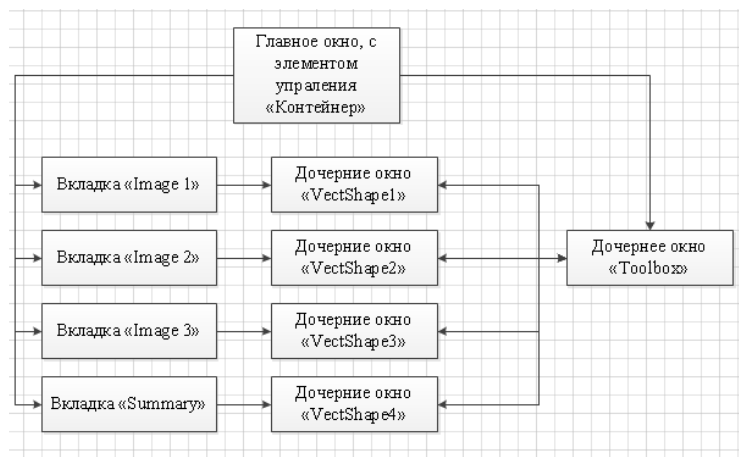 Главное окно, с
элементом
упраления
«Контейнер»
Вкладка «Image 1»
Дочерние окно
«VectShape1»
Вкладка «Image 2»
Дочерние окно
«VectShape2»
Дочернее окно
«Toolbox»
Вкладка «Image 3»
Дочерние окно
«VectShape3»
Вкладка «Summary»
Дочерние окно
«VectShape4»